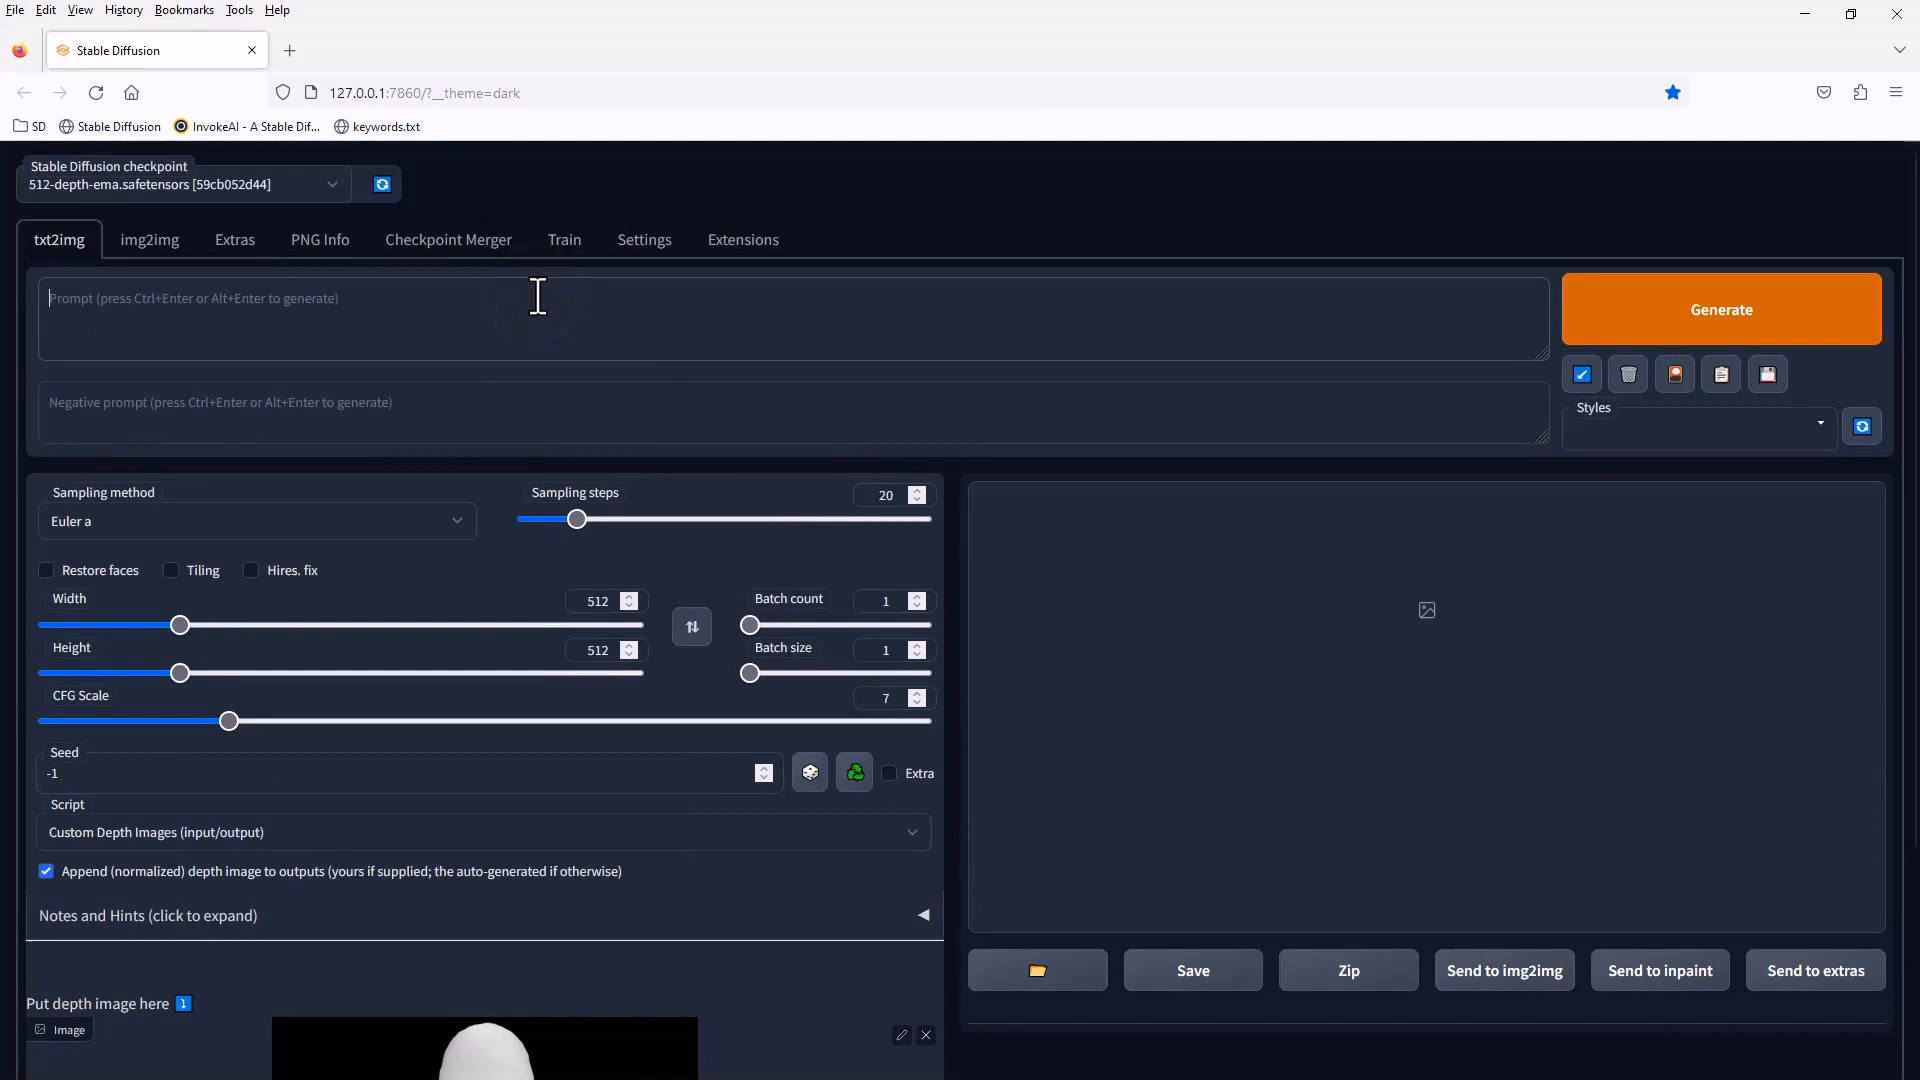 File Edit View History Bookmarks Tools Help
Stable Diffusion
127.0.0.1:7860/?__theme=dark
SD Stable Diffusion InvokeAI - A Stable Dif... keywords.txt
Stable Diffusion checkpoint
512-depth-ema.safetensors [59cb052d44]
txt2img img2img Extras PNG Info Checkpoint Merger Train Settings Extensions
Prompt (press Ctrl+Enter or Alt+Enter to generate)
Generate
Negative prompt (press Ctrl+Enter or Alt+Enter to generate)
Styles
Sampling method
Euler a
Sampling steps 20
Restore faces Tiling Hires. fix
Width 512
Batch count 1
Height 512
Batch size 1
CFG Scale 7
Seed
-1
Extra
Script
Custom Depth Images (input/output)
Append (normalized) depth image to outputs (yours if supplied; the auto-generated if otherwise)
Notes and Hints (click to expand)
Save Zip Send to img2img Send to inpaint Send to extras
Put depth image here
Image